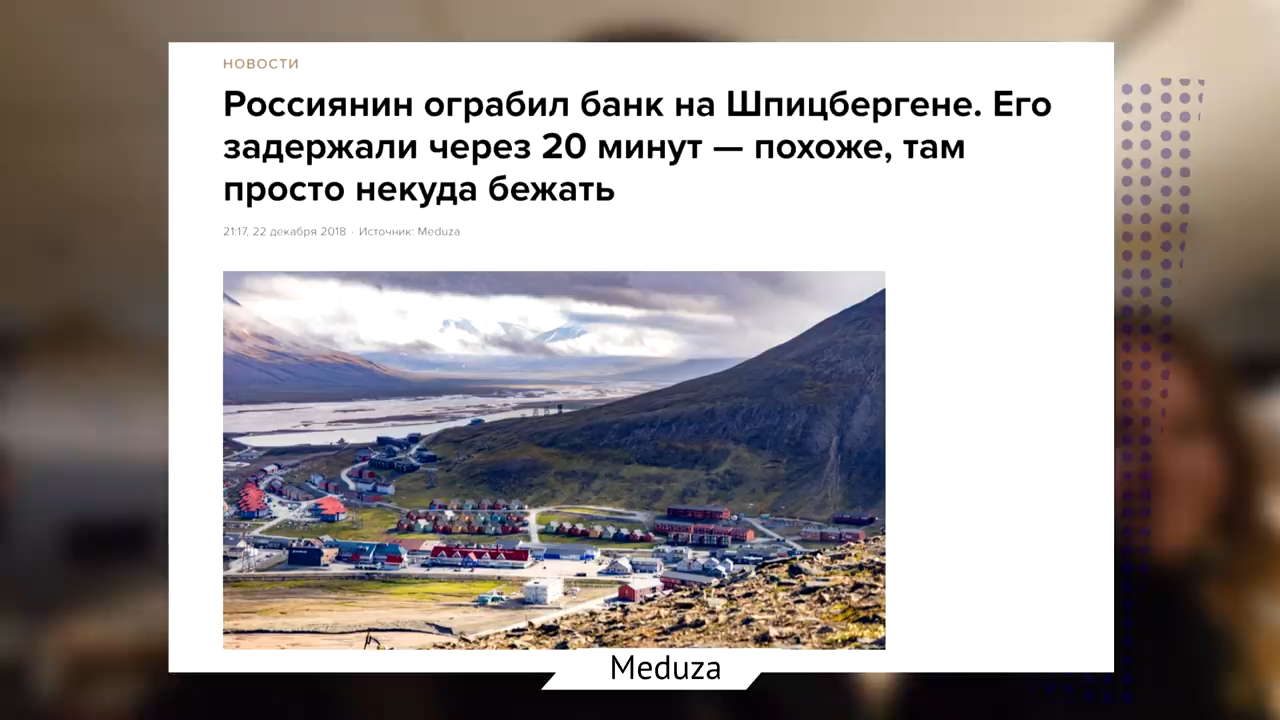 НОВОСТИ
Россиянин ограбил банк на Шпицбергене. Его
задержали через 20 минут — похоже, там
просто некуда бежать
21:17, 22 декабря 2018 · Источник: Meduza
Meduza